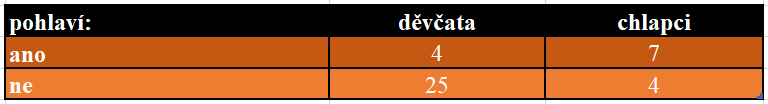 pohlaví: děvčata chlapci
ano 4 7
ne 25 4